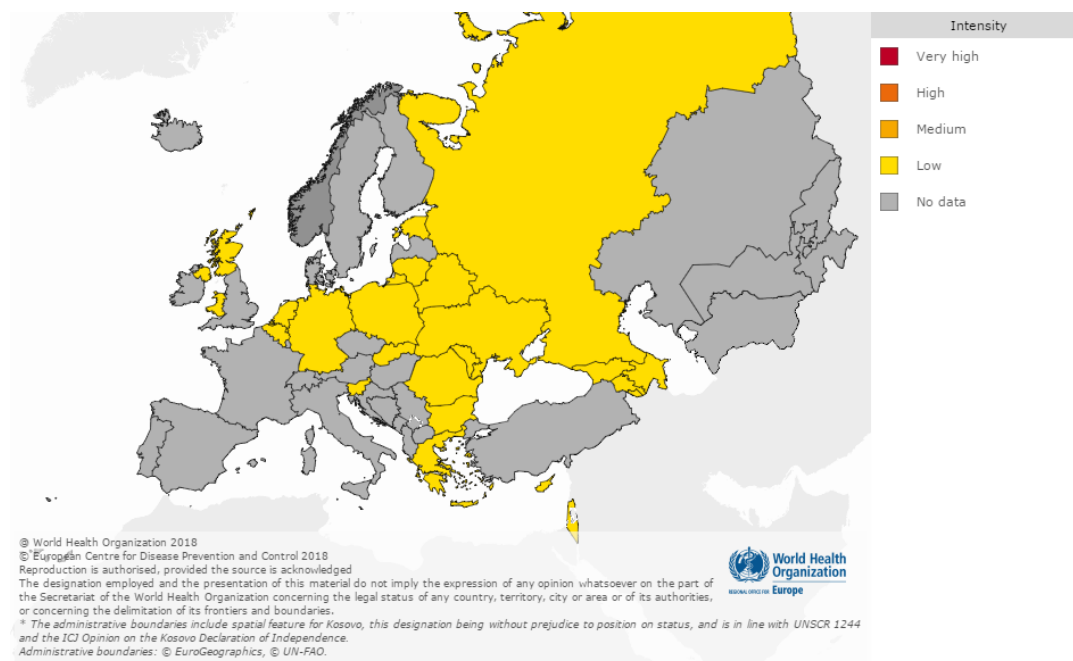 Intensity
Very high
High
Medium
Low
No data
@ World Health Organization 2018
© European Centre for Disease Prevention and Control 2018
Reproduction is authorised, provided the source is acknowledged
The designation employed and the presentation of this material do not imply the expression of any opinion whatsoever on the part of
the Secretariat of the World Health Organization concerning the legal status of any country, territory, city or area or of its authorities,
or concerning the delimitation of its frontiers and boundaries.
* The administrative boundaries include spatial feature for Kosovo, this designation being without prejudice to position on status, and is in line with UNSCR 1244
and the ICJ Opinion on the Kosovo Declaration of Independence.
Administrative boundaries: © EuroGeographics, © UN-FAO.
World Health
Organization
REGIONAL OFFICE FOR Europe